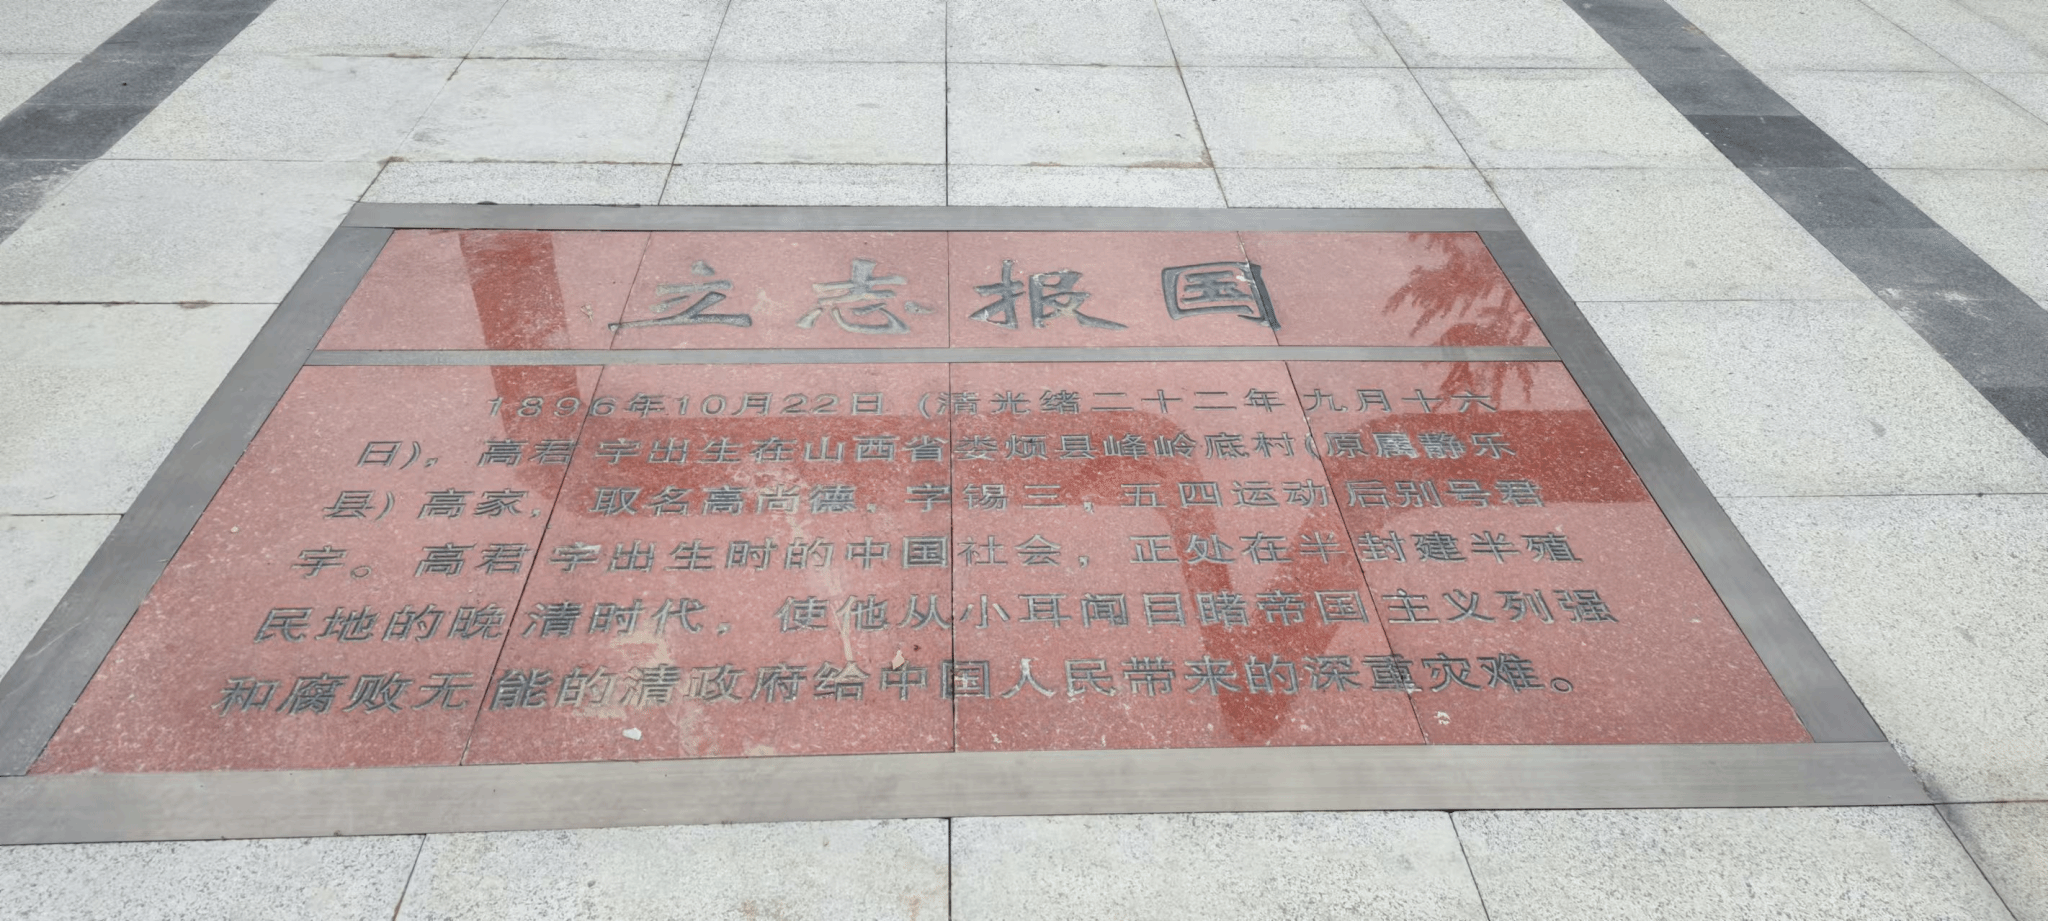 立志报国
1896年10月22日（清光绪二十二年九月十六
日），高君宇出生在山西省娄烦县峰岭底村（原属静乐
县）高家，取名高尚德，字锡三，五四运动后别号君
宇。高君宇出生时的中国社会，正处在半封建半殖
民地的晚清时代，使他从小耳闻目睹帝国主义列强
和腐败无能的清政府给中国人民带来的深重灾难。